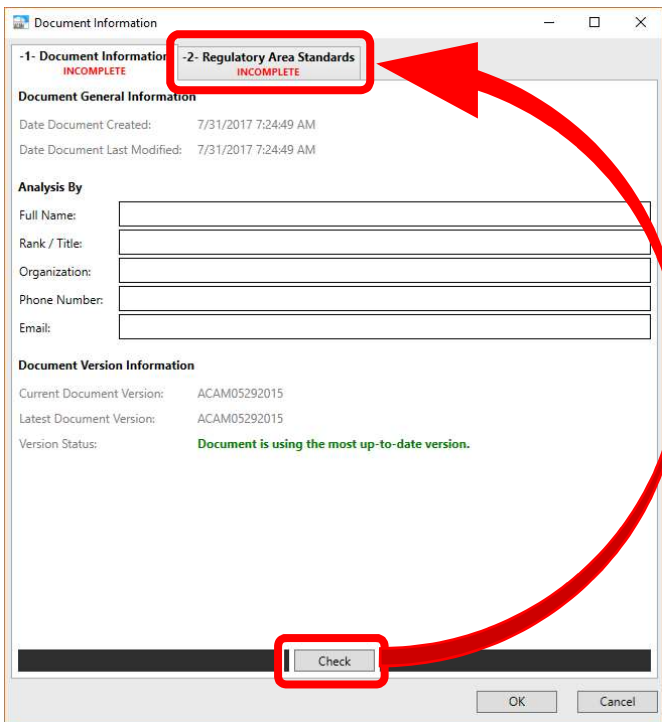 Document Information
-1- Document Information
INCOMPLETE
-2- Regulatory Area Standards
INCOMPLETE
Document General Information
Date Document Created: 7/31/2017 7:24:49 AM
Date Document Last Modified: 7/31/2017 7:24:49 AM
Analysis By
Full Name:
Rank / Title:
Organization:
Phone Number:
Email:
Document Version Information
Current Document Version: ACAM05292015
Latest Document Version: ACAM05292015
Version Status: Document is using the most up-to-date version.
Check
OK Cancel